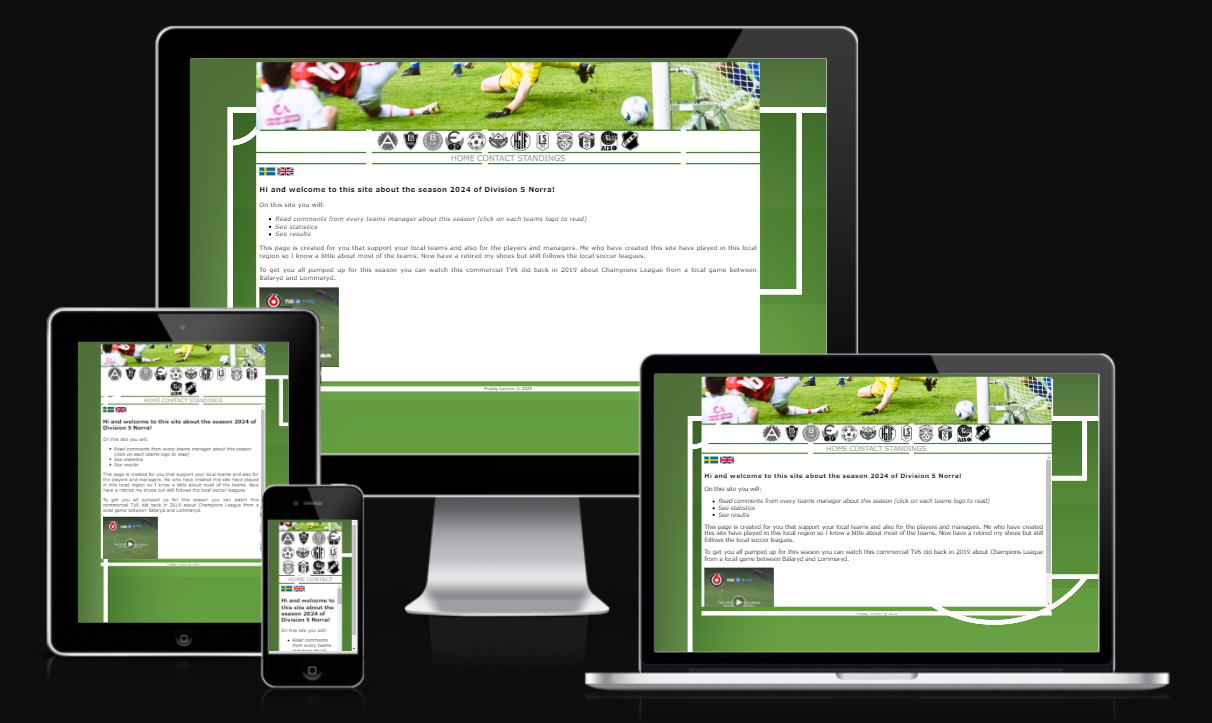 HOME CONTACT STANDINGS
Hi and welcome to this site about the season 2024 of Division 5 Norra!
On this site you will:
Read comments from every teams manager about this season (click on each teams logo to read)
See statistics
See results
This page is created for you that support your local teams and also for the players and managers. Me who have created this site have played in this local
region so I know a little about most of the teams. Now have a retired my shoes but still follows the local soccer leagues.
To get you all pumped up for this season you can watch this commercial TV6 did back in 2019 about Champions League from a local game between
Bälaryd and Lommaryd.
TV6
Freddy Larsson © 2024
HOME CONTACT STANDINGS
Hi and welcome to this site about the season 2024 of
Division 5 Norra!
On this site you will:
Read comments from every teams manager about this season
(click on each teams logo to read)
See statistics
See results
This page is created for you that support your local teams and also for
the players and managers. Me who have created this site have played
in this local region so I know a little about most of the teams. Now
have a retired my shoes but still follows the local soccer leagues.
To get you all pumped up for this season you can watch this
commercial TV6 did back in 2019 about Champions League from a
local game between Bälaryd and Lommaryd.
HOME CONTACT
Hi and welcome to
this site about the
season 2024 of
Division 5 Norra!
On this site you will:
Read comments
from every teams
HOME CONTACT STANDINGS
Hi and welcome to this site about the season 2024 of Division 5 Norra!
On this site you will:
Read comments from every teams manager about this season (click on each teams logo to read)
See statistics
See results
This page is created for you that support your local teams and also for the players and managers. Me who have created
this site have played in this local region so I know a little about most of the teams. Now have a retired my shoes but still
follows the local soccer leagues.
To get you all pumped up for this season you can watch this commercial TV6 did back in 2019 about Champions League
from a local game between Bälaryd and Lommaryd.
Freddy Larsson © 2024